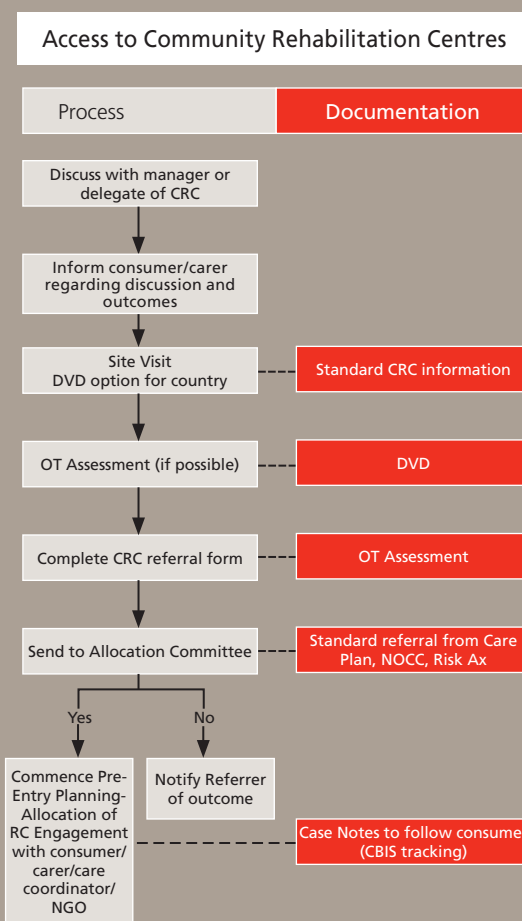 Access to Community Rehabilitation Centres
Process
Documentation
Discuss with manager or
delegate of CRC
Inform consumer/carer
regarding discussion and
outcomes
Site Visit
DVD option for country
Standard CRC information
OT Assessment (if possible)
DVD
Complete CRC referral form
OT Assessment
Send to Allocation Committee
Standard referral from Care
Plan, NOCC, Risk Ax
Yes
No
Commence Pre-
Entry Planning-
Allocation of
RC Engagement
with consumer/
carer/care
coordinator/
NGO
Notify Referrer
of outcome
Case Notes to follow consume
(CBIS tracking)